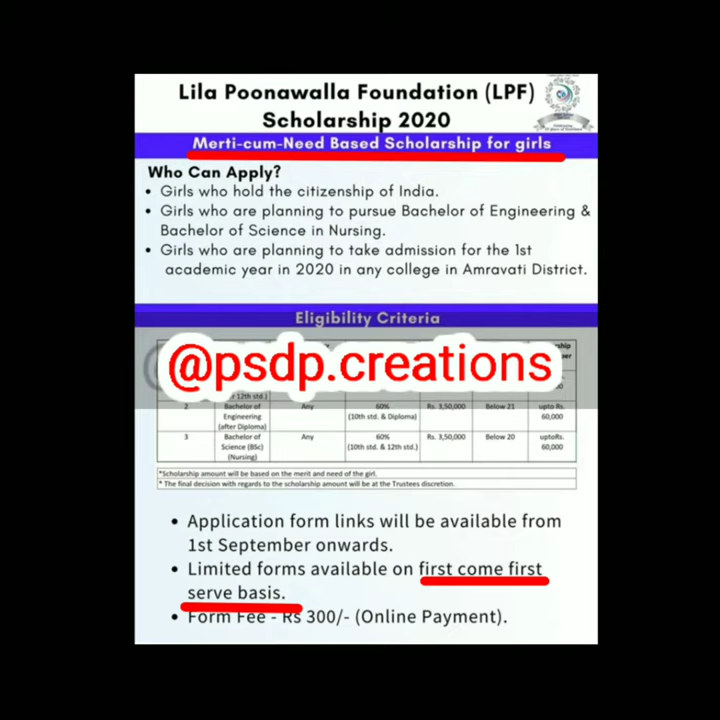 Lila Poonawalla Foundation (LPF)
Scholarship 2020
Merti-cum-Need Based Scholarship for girls
Who Can Apply?
• Girls who hold the citizenship of India.
• Girls who are planning to pursue Bachelor of Engineering &
Bachelor of Science in Nursing.
• Girls who are planning to take admission for the 1st
academic year in 2020 in any college in Amravati District.
Eligibility Criteria
@psdp.creations
12th std.)
2 Bachelor of Engineering (after Diploma) Any 60% (10th std. & Diploma) Rs. 3,50,000 Below 21 upto Rs. 60,000
3 Bachelor of Science (BSc) (Nursing) Any 60% (10th std. & 12th std.) Rs. 3,50,000 Below 20 uptoRs. 60,000
*Scholarship amount will be based on the merit and need of the girl.
* The final decision with regards to the scholarship amount will be at the Trustees discretion.
• Application form links will be available from
1st September onwards.
• Limited forms available on first come first
serve basis.
• Form Fee - Rs 300/- (Online Payment).